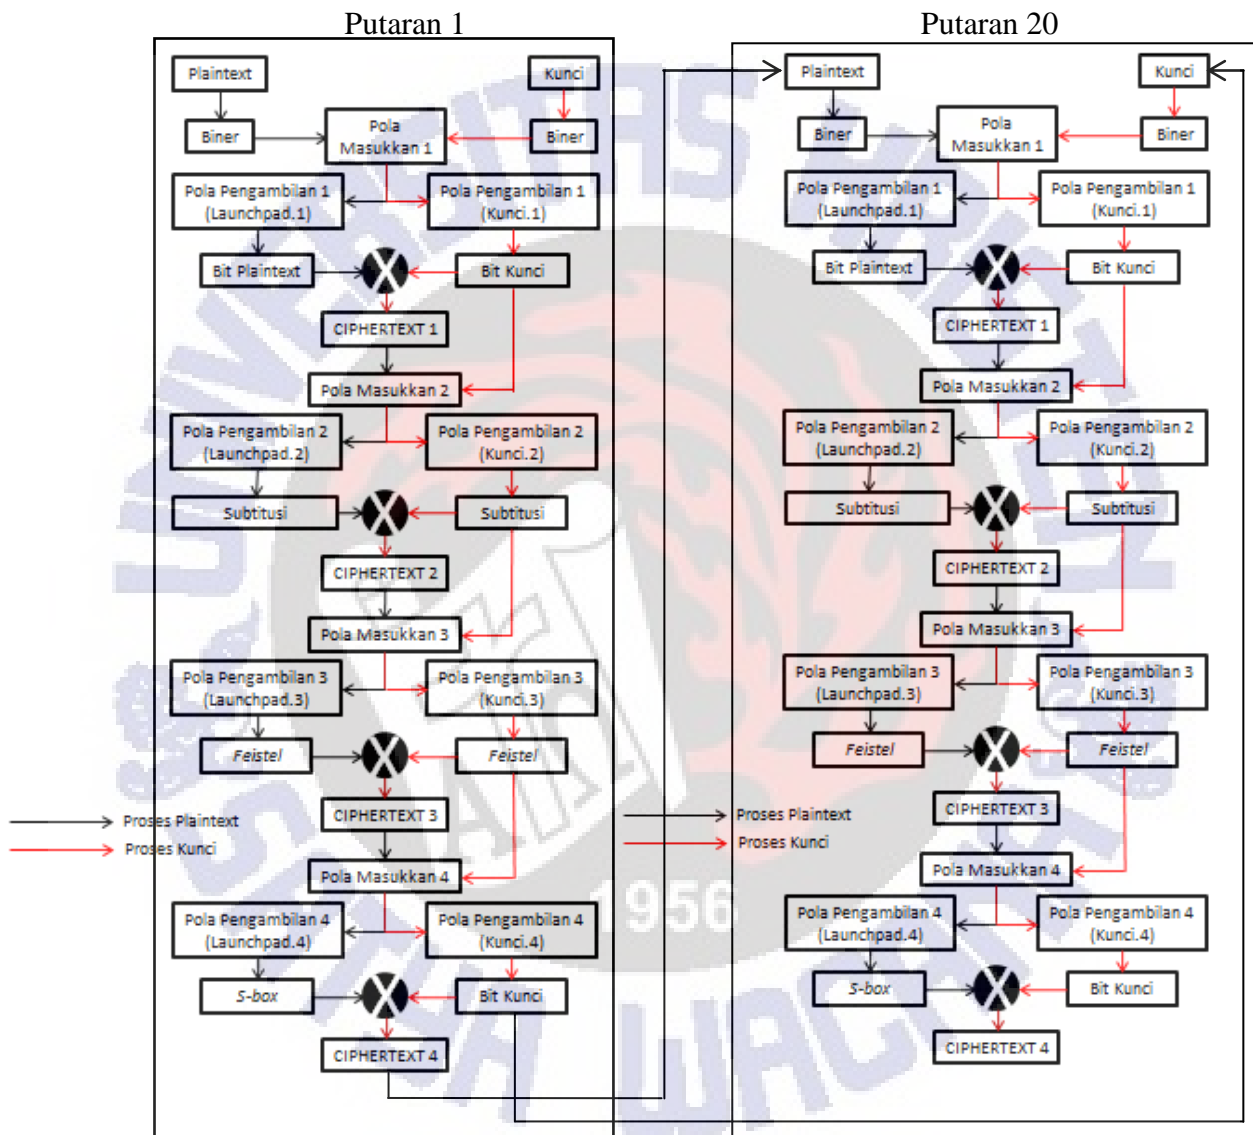 Putaran 1
Plaintext
Kunci
Biner
Pola
Masukkan 1
Biner
Pola Pengambilan 1
(Launchpad.1)
Pola Pengambilan 1
(Kunci.1)
Bit Plaintext
X
Bit Kunci
CIPHERTEXT 1
Pola Masukkan 2
Pola Pengambilan 2
(Launchpad.2)
Pola Pengambilan 2
(Kunci.2)
Subtitusi
X
Subtitusi
CIPHERTEXT 2
Pola Masukkan 3
Pola Pengambilan 3
(Launchpad.3)
Pola Pengambilan 3
(Kunci.3)
Feistel
X
Feistel
CIPHERTEXT 3
Proses Plaintext
Proses Kunci
Pola Masukkan 4
Pola Pengambilan 4
(Launchpad.4)
Pola Pengambilan 4
(Kunci.4)
S-box
X
Bit Kunci
CIPHERTEXT 4
Putaran 20
Plaintext
Kunci
Biner
Pola
Masukkan 1
Biner
Pola Pengambilan 1
(Launchpad.1)
Pola Pengambilan 1
(Kunci.1)
Bit Plaintext
X
Bit Kunci
CIPHERTEXT 1
Pola Masukkan 2
Pola Pengambilan 2
(Launchpad.2)
Pola Pengambilan 2
(Kunci.2)
Subtitusi
X
Subtitusi
CIPHERTEXT 2
Pola Masukkan 3
Pola Pengambilan 3
(Launchpad.3)
Pola Pengambilan 3
(Kunci.3)
Feistel
X
Feistel
CIPHERTEXT 3
Proses Plaintext
Proses Kunci
Pola Masukkan 4
Pola Pengambilan 4
(Launchpad.4)
Pola Pengambilan 4
(Kunci.4)
S-box
X
Bit Kunci
CIPHERTEXT 4
UNIVERSITAS KRISTEN
SATYA WACANA
1956